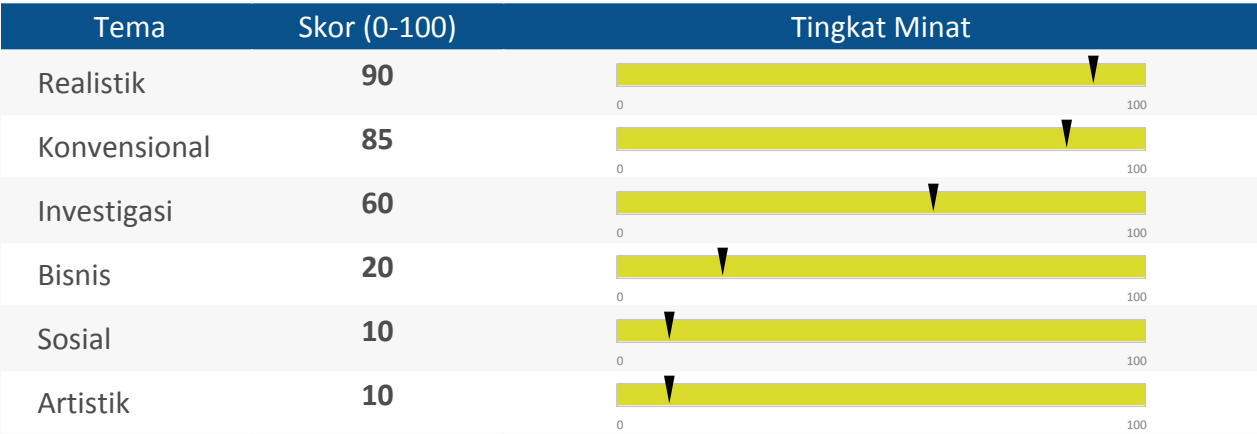 Tema Skor (0-100) Tingkat Minat
Realistik 90
0 100
Konvensional 85
0 100
Investigasi 60
0 100
Bisnis 20
0 100
Sosial 10
0 100
Artistik 10
0 100